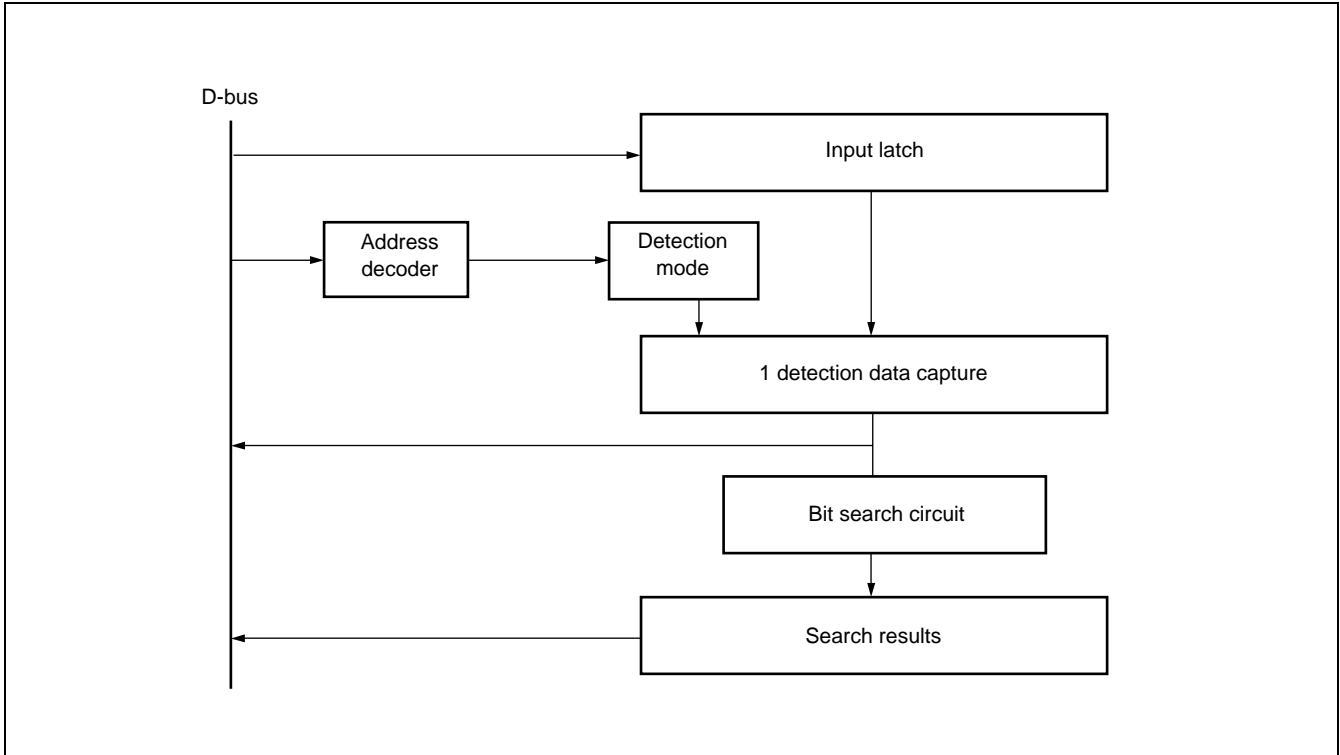 D-bus
Input latch
Address
decoder
Detection
mode
1 detection data capture
Bit search circuit
Search results